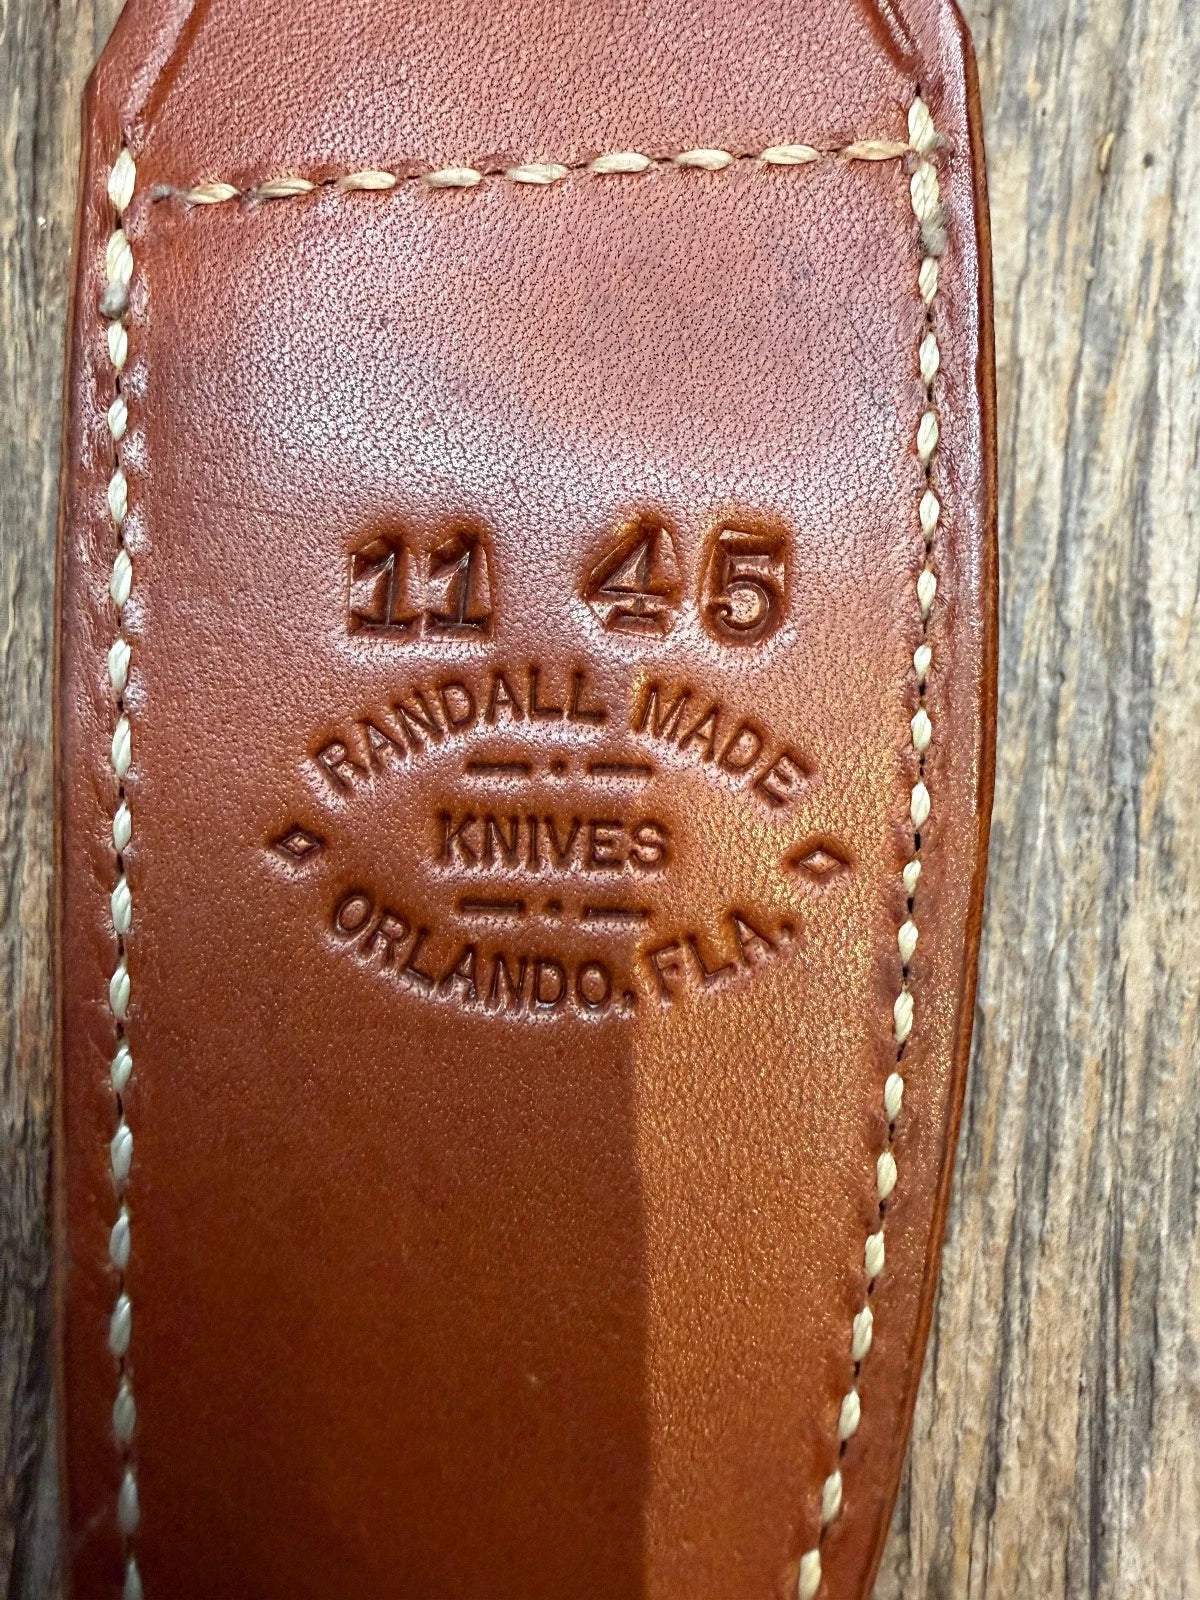 11 45
RANDALL MADE
KNIVES
ORLANDO, FLA.